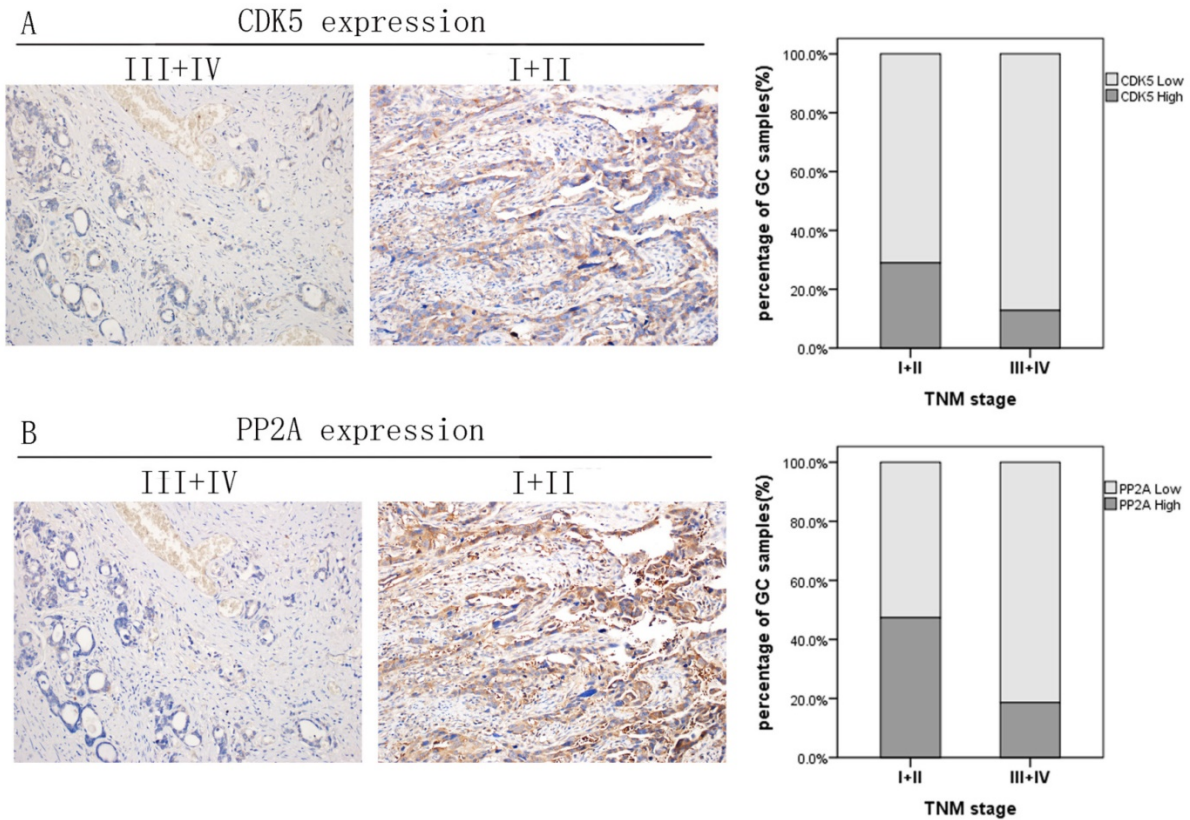 A
CDK5 expression
III+IV
I+II
100.0%
80.0%
60.0%
40.0%
20.0%
0.0%
percentage of GC samples(%)
I+II
III+IV
TNM stage
CDK5 Low
CDK5 High
B
PP2A expression
III+IV
I+II
100.0%
80.0%
60.0%
40.0%
20.0%
0.0%
percentage of GC samples(%)
I+II
III+IV
TNM stage
PP2A Low
PP2A High